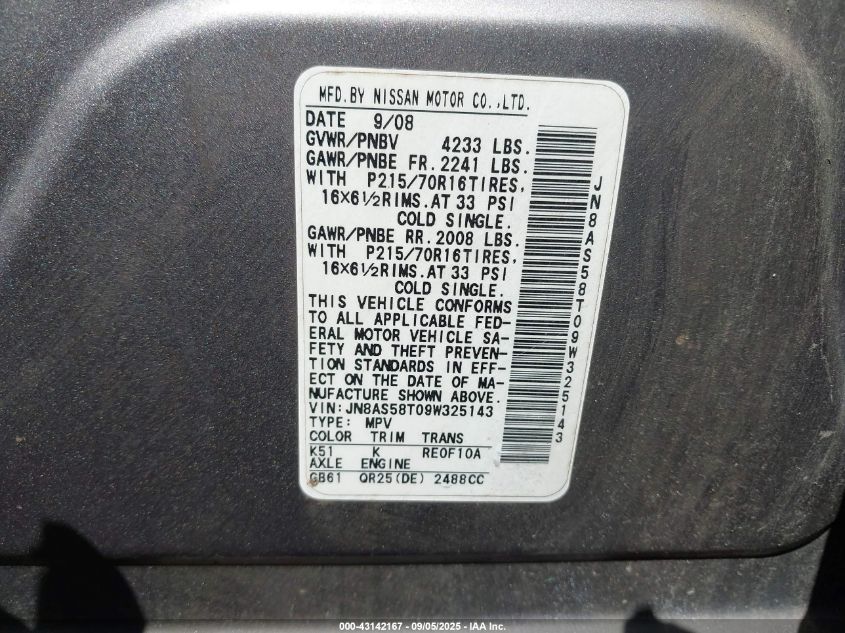 MFD.BY NISSAN MOTOR CO.,LTD.
DATE 9/08
GVWR/PNBV 4233 LBS.
GAWR/PNBE FR.2241 LBS.
WITH P215/70R16TIRES,
16X6½RIMS.AT 33 PSI
COLD SINGLE.
GAWR/PNBE RR.2008 LBS.
WITH P215/70R16TIRES,
16X6½RIMS.AT 33 PSI
COLD SINGLE.
THIS VEHICLE CONFORMS
TO ALL APPLICABLE FED-
ERAL MOTOR VEHICLE SA-
FETY AND THEFT PREVEN-
TION STANDARDS IN EFF-
ECT ON THE DATE OF MA-
NUFACTURE SHOWN ABOVE.
VIN:JN8AS58T09W325143
TYPE: MPV
COLOR TRIM TRANS
K51 K RE0F10A
AXLE ENGINE
GB61 QR25(DE) 2488CC
JN8AS58T09W325143
000-43142167 - 09/05/2025 - IAA Inc.